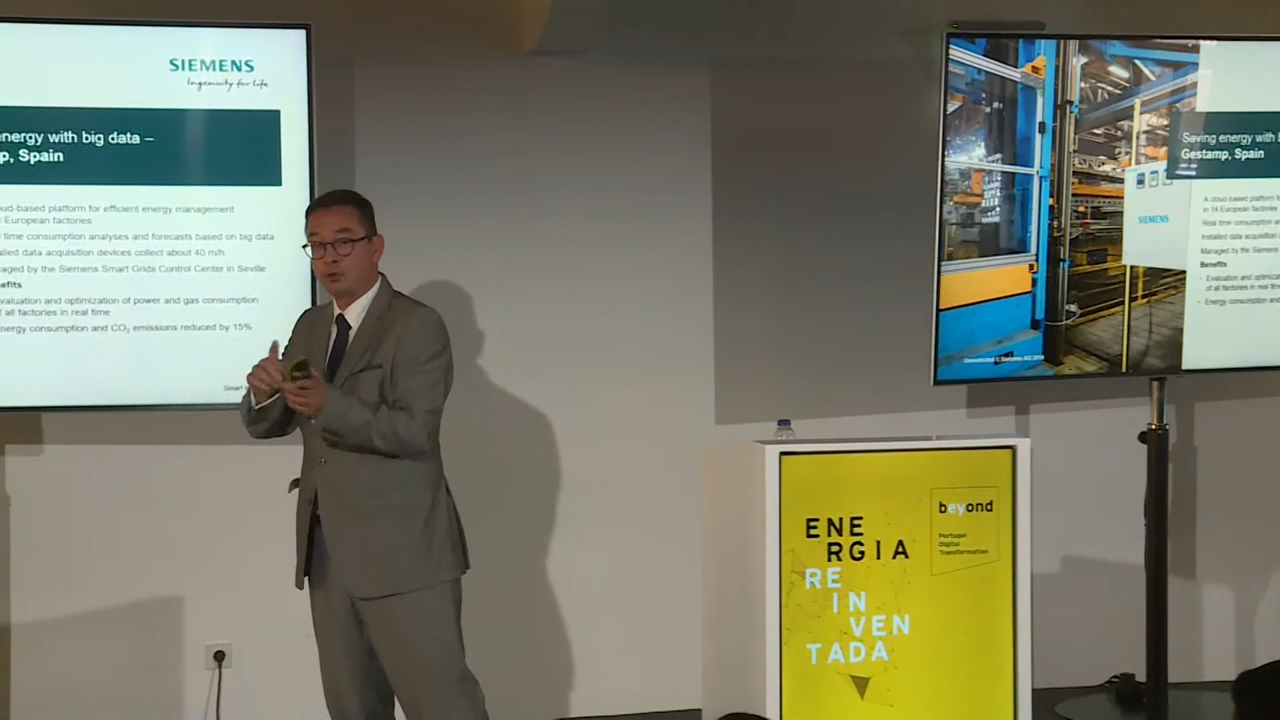 SIEMENS
Ingenuity for life
energy with big data –
p, Spain
oud-based platform for efficient energy management
European factories
time consumption analyses and forecasts based on big data
alled data acquisition devices collect about 40 m/h
aged by the Siemens Smart Grids Control Center in Seville
efits
valuation and optimization of power and gas consumption
f all factories in real time
nergy consumption and CO₂ emissions reduced by 15%
Smart
Saving energy with
Gestamp, Spain
SIEMENS
A cloud-based platform f
in 14 European factories
Real time consumption an
Installed data acquisition
Managed by the Siemens
Benefits
- Evaluation and optimiza
of all factories in real time
- Energy consumption and
beyond
Portugal
Digital
Transformation
ENE
RGIA
RE
IN
VEN
TADA